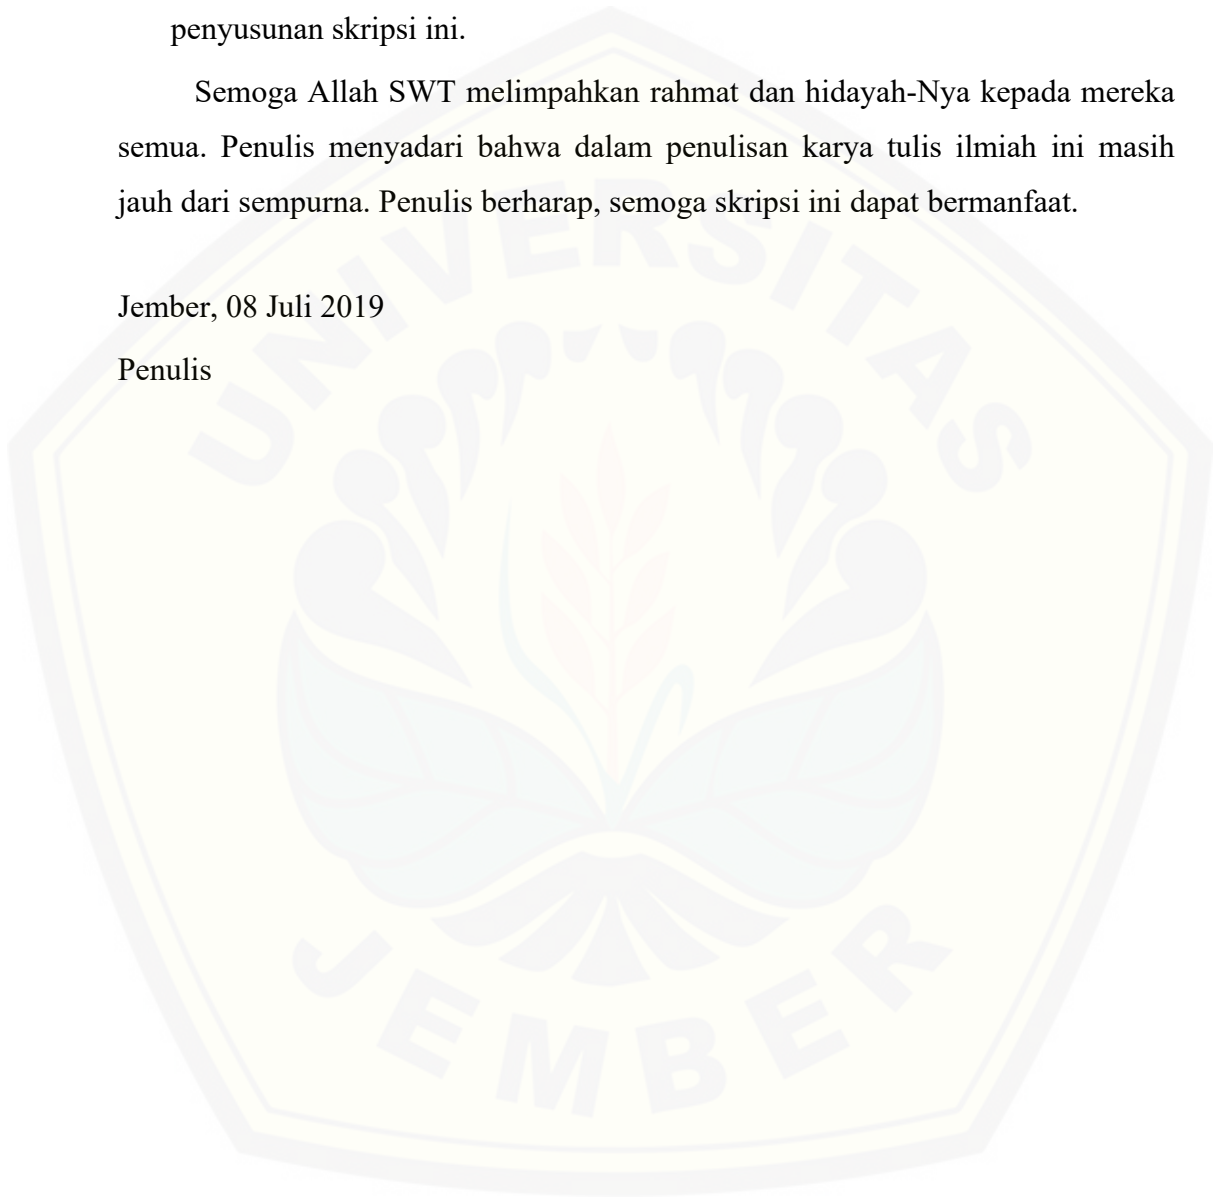 penyusunan skripsi ini.
Semoga Allah SWT melimpahkan rahmat dan hidayah-Nya kepada mereka
semua. Penulis menyadari bahwa dalam penulisan karya tulis ilmiah ini masih
jauh dari sempurna. Penulis berharap, semoga skripsi ini dapat bermanfaat.
Jember, 08 Juli 2019
Penulis
UNIVERSITAS
JEMBER